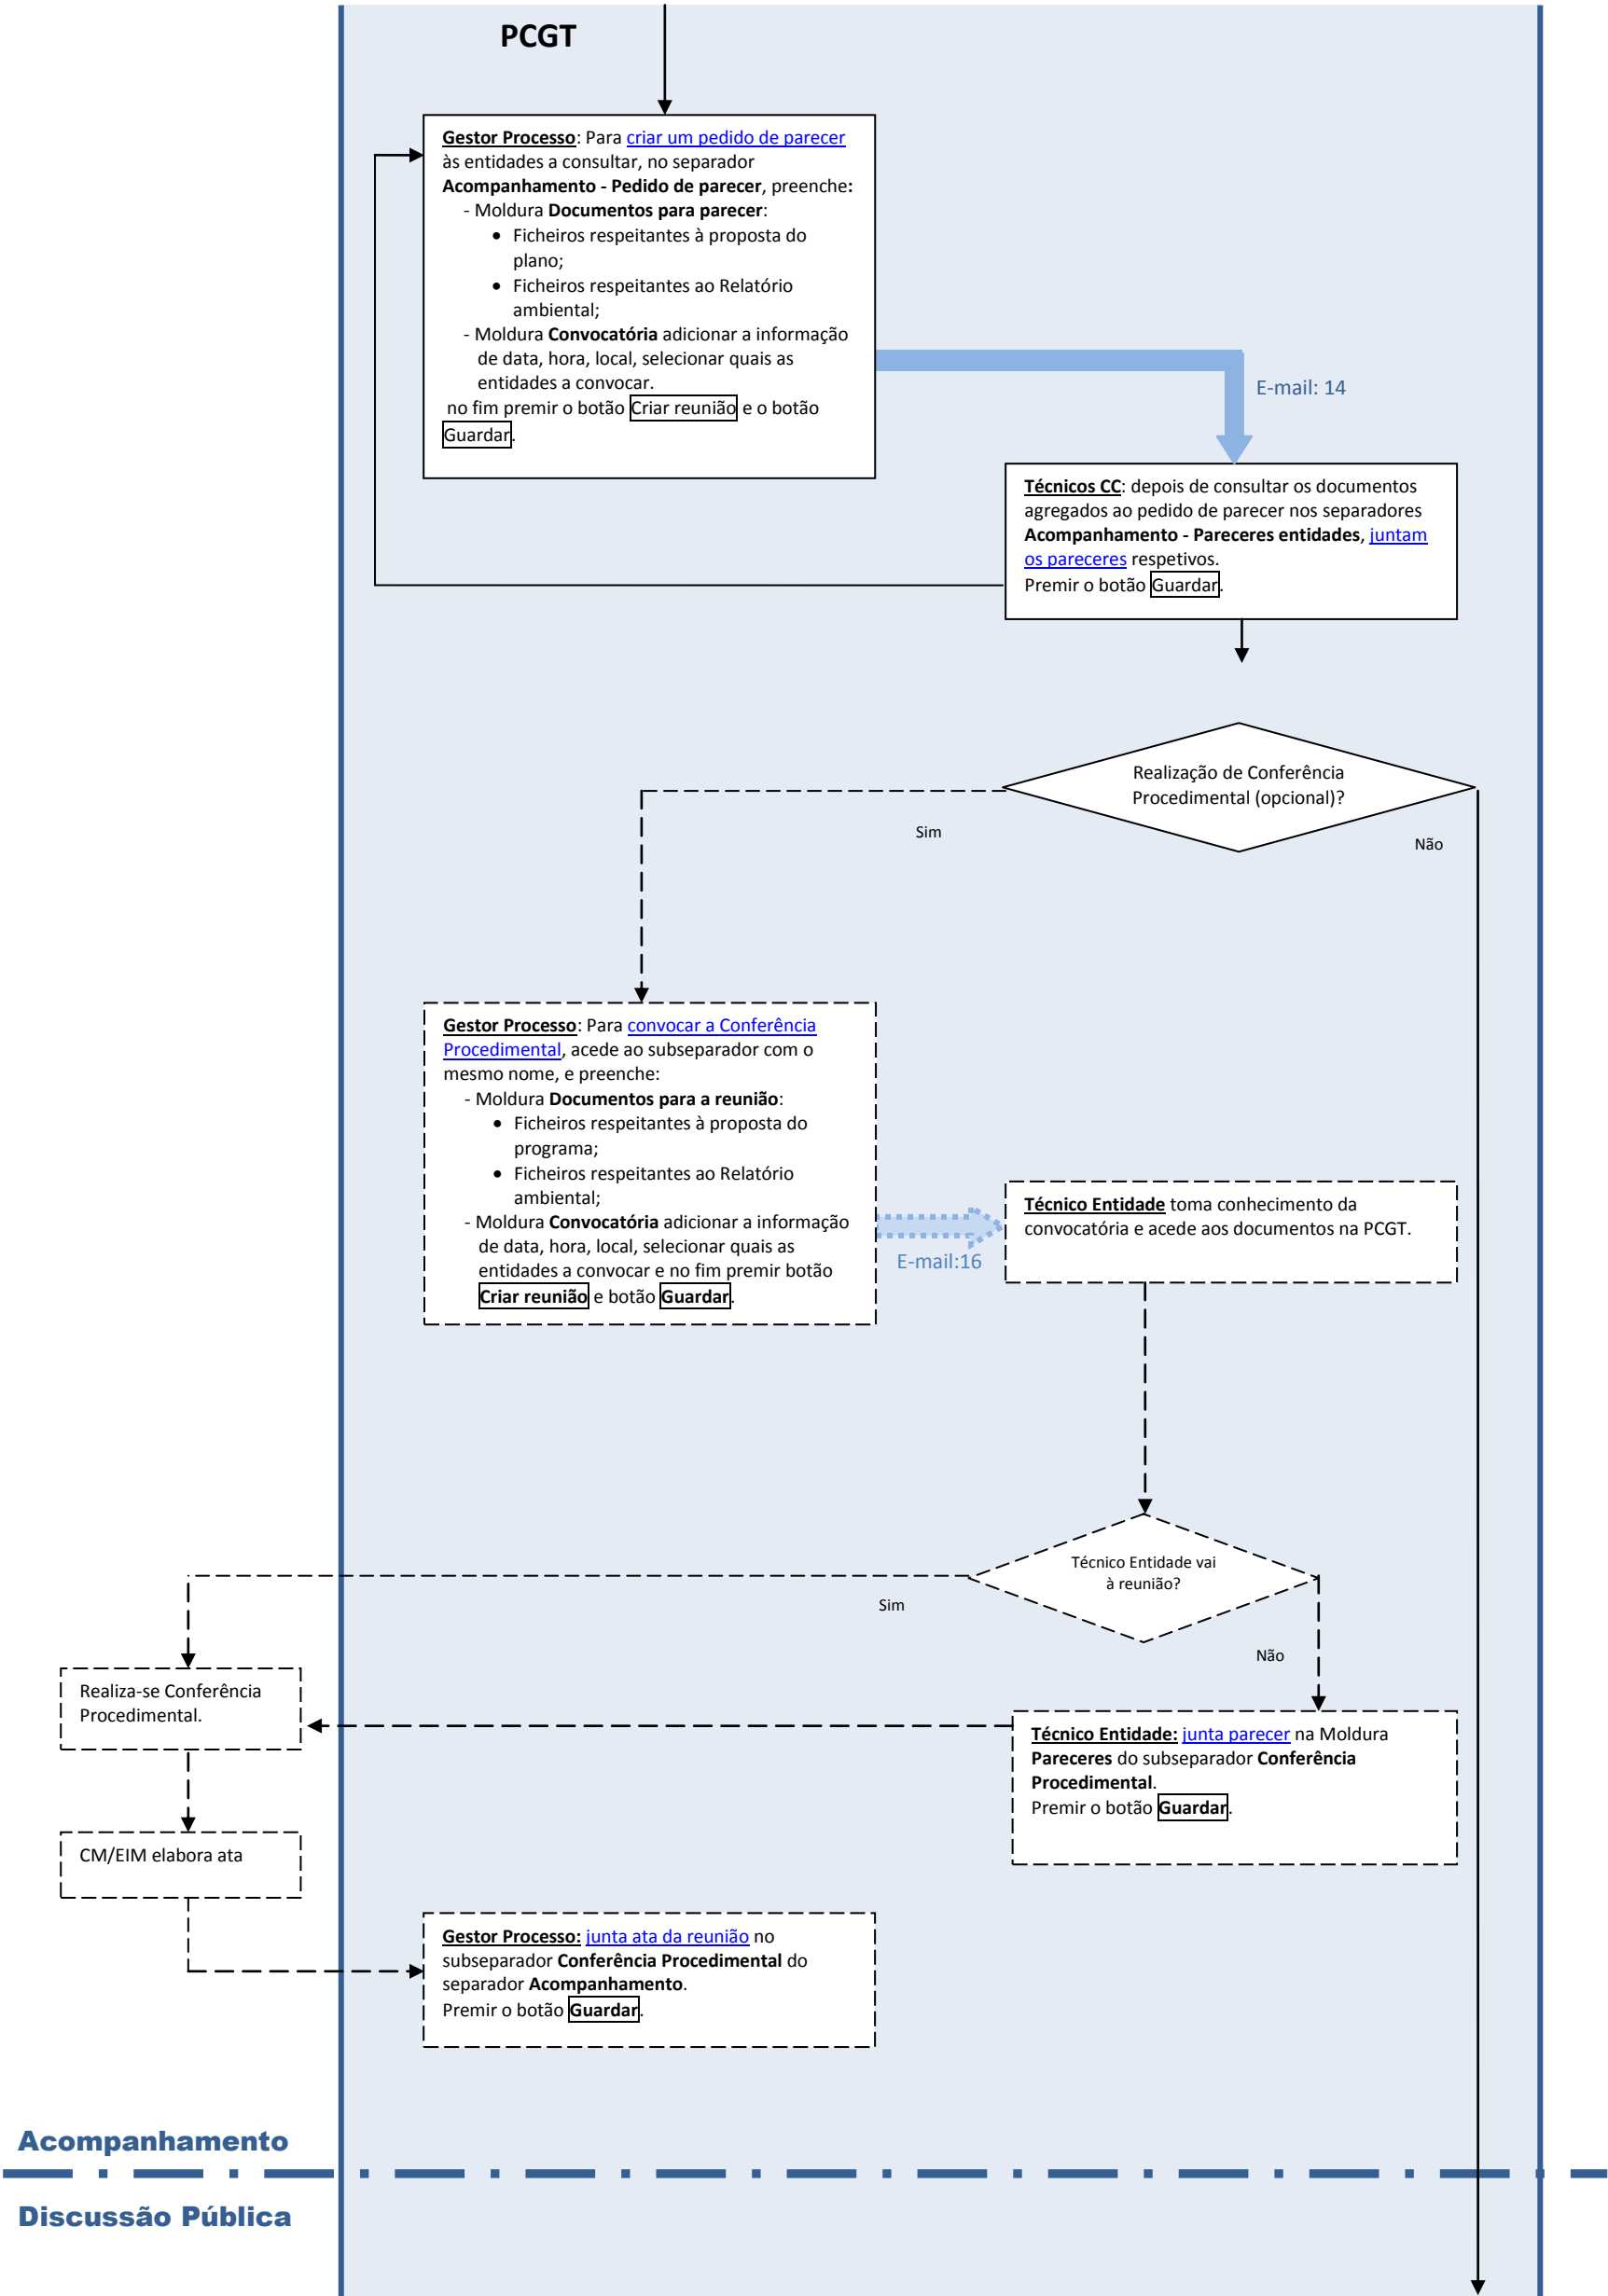 PCGT
Gestor Processo: Para criar um pedido de parecer
às entidades a consultar, no separador
Acompanhamento - Pedido de parecer, preenche:
- Moldura Documentos para parecer:
• Ficheiros respeitantes à proposta do
plano;
• Ficheiros respeitantes ao Relatório
ambiental;
- Moldura Convocatória adicionar a informação
de data, hora, local, selecionar quais as
entidades a convocar.
no fim premir o botão Criar reunião e o botão
Guardar.
E-mail: 14
Técnicos CC: depois de consultar os documentos
agregados ao pedido de parecer nos separadores
Acompanhamento - Pareceres entidades, juntam
os pareceres respetivos.
Premir o botão Guardar.
Realização de Conferência
Procedimental (opcional)?
Sim
Não
Gestor Processo: Para convocar a Conferência
Procedimental, acede ao subseparador com o
mesmo nome, e preenche:
- Moldura Documentos para a reunião:
• Ficheiros respeitantes à proposta do
programa;
• Ficheiros respeitantes ao Relatório
ambiental;
- Moldura Convocatória adicionar a informação
de data, hora, local, selecionar quais as
entidades a convocar e no fim premir botão
Criar reunião e botão Guardar.
E-mail:16
Técnico Entidade toma conhecimento da
convocatória e acede aos documentos na PCGT.
Técnico Entidade vai
à reunião?
Sim
Não
Realiza-se Conferência
Procedimental.
Técnico Entidade: junta parecer na Moldura
Pareceres do subseparador Conferência
Procedimental.
Premir o botão Guardar.
CM/EIM elabora ata
Gestor Processo: junta ata da reunião no
subseparador Conferência Procedimental do
separador Acompanhamento.
Premir o botão Guardar.
Acompanhamento
Discussão Pública